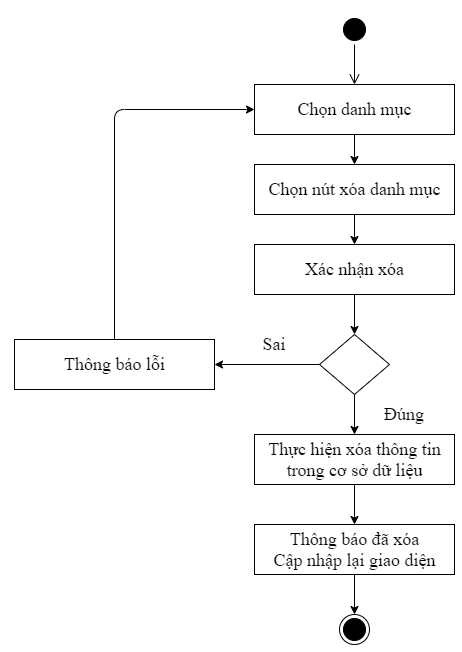 Chọn danh mục
Chọn nút xóa danh mục
Xác nhận xóa
Sai
Thông báo lỗi
Đúng
Thực hiện xóa thông tin
trong cơ sở dữ liệu
Thông báo đã xóa
Cập nhập lại giao diện